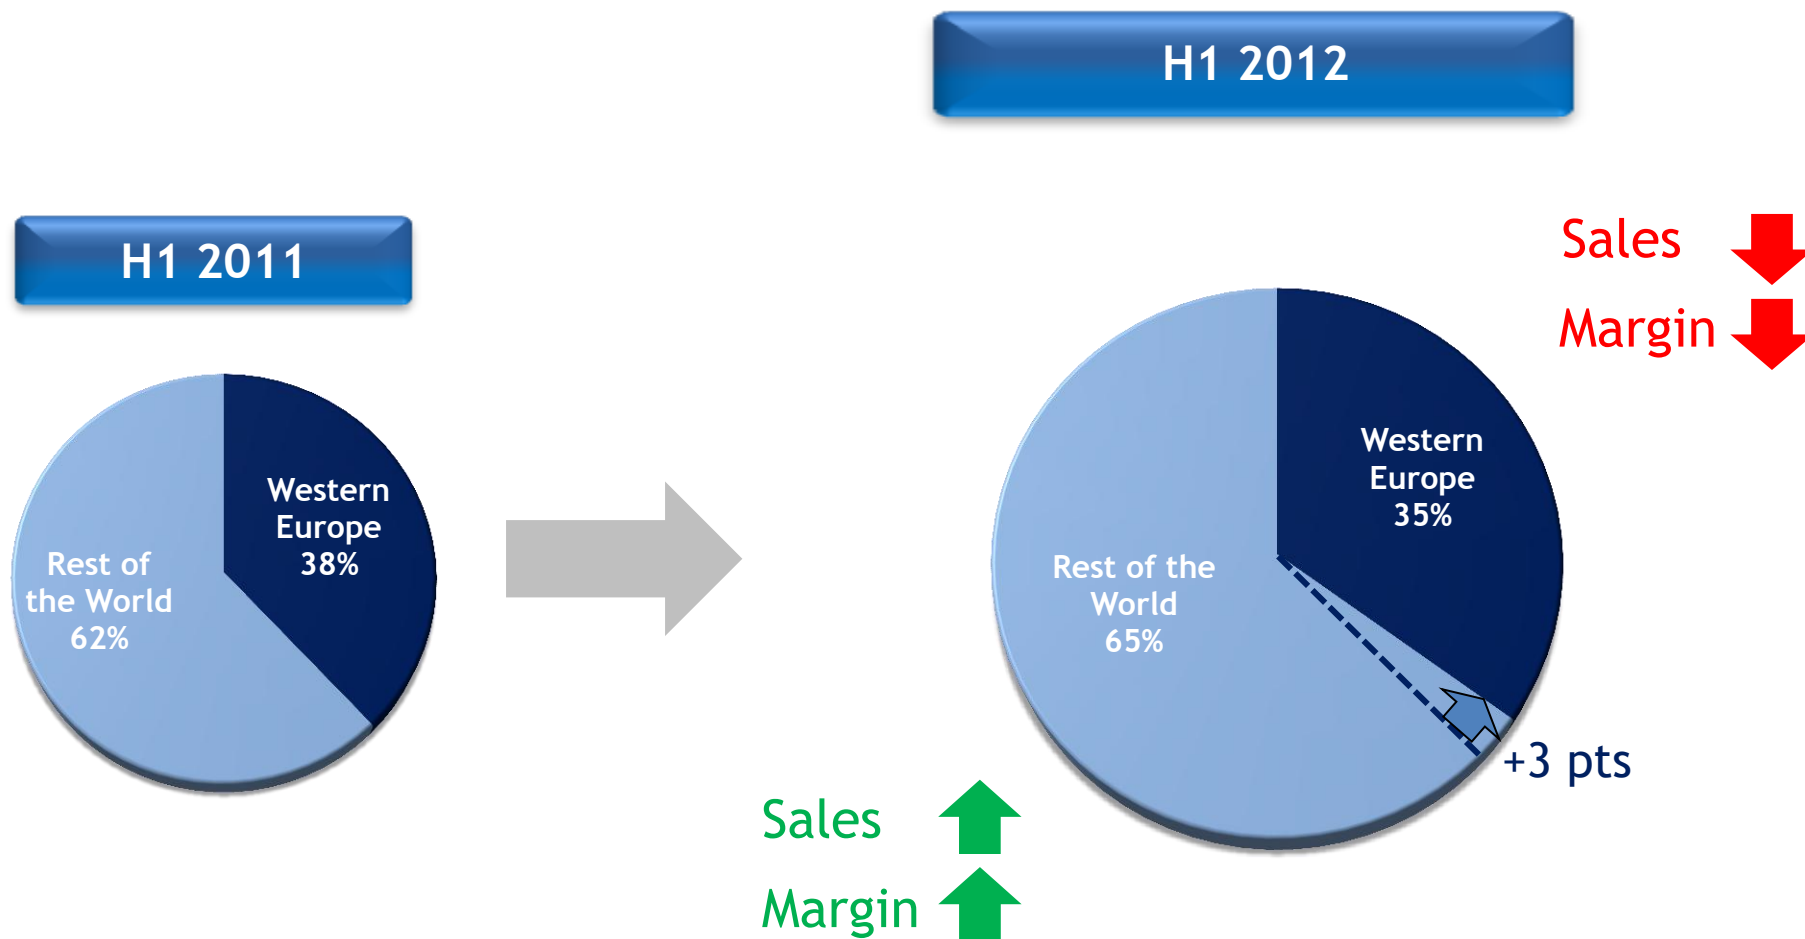 H1 2011
Western
Europe
38%
Rest of
the World
62%
H1 2012
Sales
Margin
Western
Europe
35%
Rest of the
World
65%
+3 pts
Sales
Margin